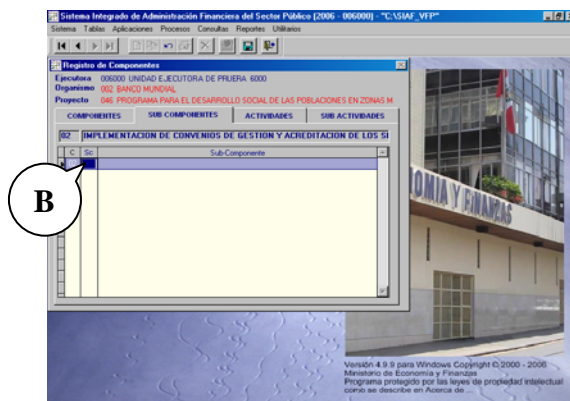 Sistema Integrado de Administración Financiera del Sector Público [2006 - 006000] - "C:\SIAF_VFP"
Sistema Tablas Aplicaciones Procesos Consultas Reportes Utilitarios
Registro de Componentes
Ejecutora 006000 UNIDAD EJECUTORA DE PRUEBA 6000
Organismo 002 BANCO MUNDIAL
Proyecto 046 PROGRAMA PARA EL DESARROLLO SOCIAL DE LAS POBLACIONES EN ZONAS M
COMPONENTES SUB COMPONENTES ACTIVIDADES SUB ACTIVIDADES
02 IMPLEMENTACION DE CONVENIOS DE GESTION Y ACREDITACION DE LOS SI
C Sc Sub-Componente
B
OMIA Y FINANZAS
Versión 4.9.9 para Windows Copyright © 2000 - 2006
Ministerio de Economía y Finanzas
Programa protegido por las leyes de propiedad intelectual
como se describe en Acerca de ...